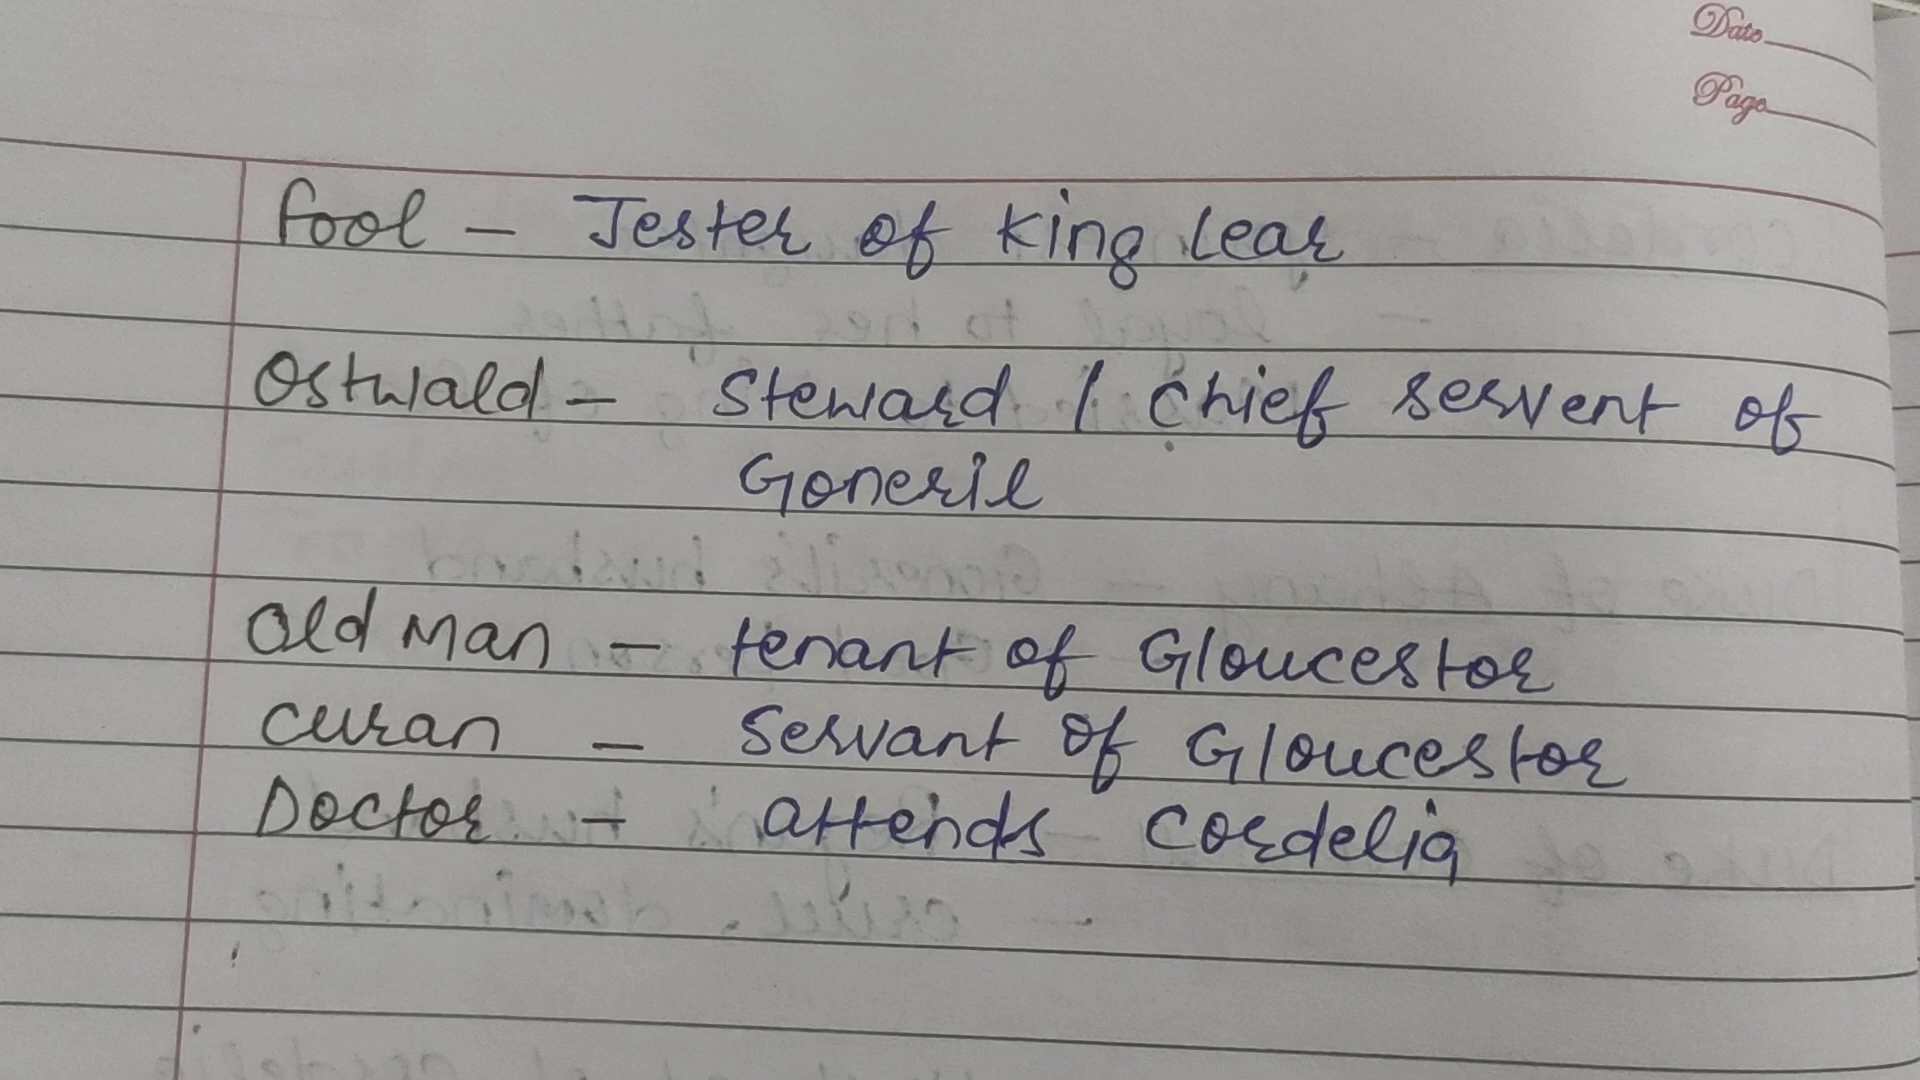 Date
Page
fool - Jester of King Lear
Ostwald - Steward / chief servent of
Goneril
Old Man - tenant of Gloucestor
Curan - Servant of Gloucestor
Doctor - attends Cordelia